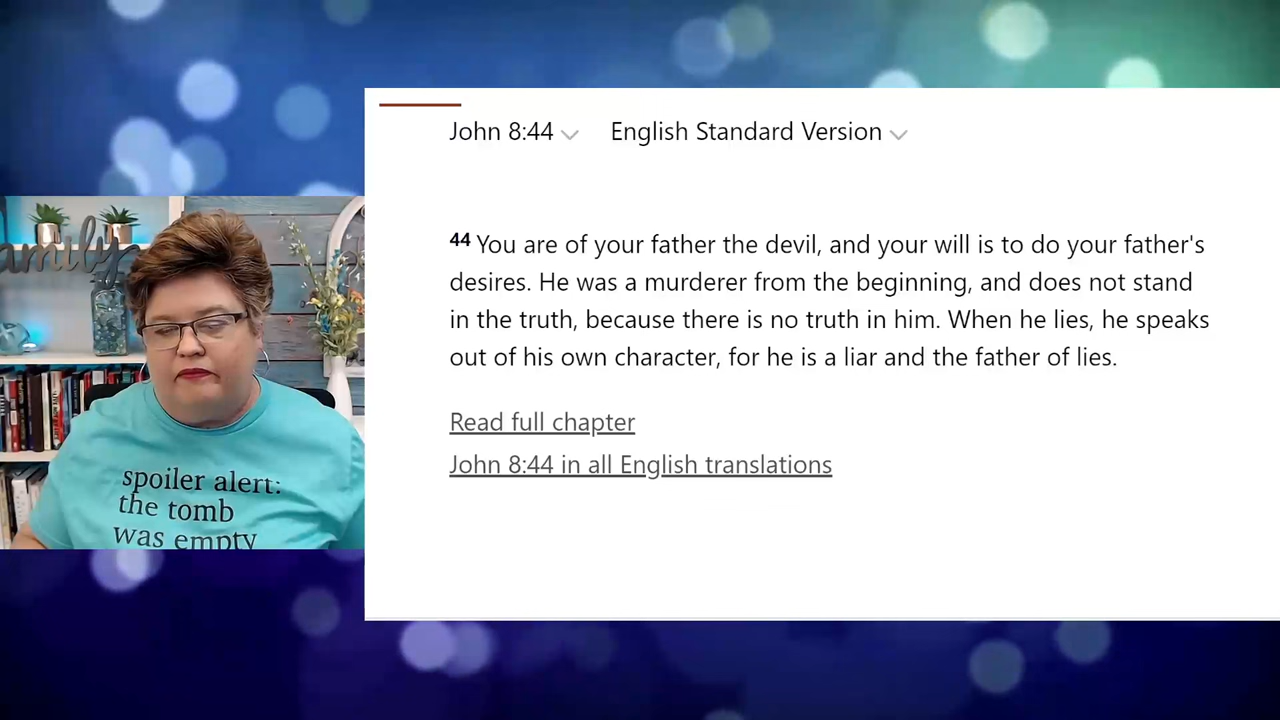 John 8:44 English Standard Version
44 You are of your father the devil, and your will is to do your father's
desires. He was a murderer from the beginning, and does not stand
in the truth, because there is no truth in him. When he lies, he speaks
out of his own character, for he is a liar and the father of lies.
Read full chapter
John 8:44 in all English translations
family
spoiler alert:
the tomb
was empty